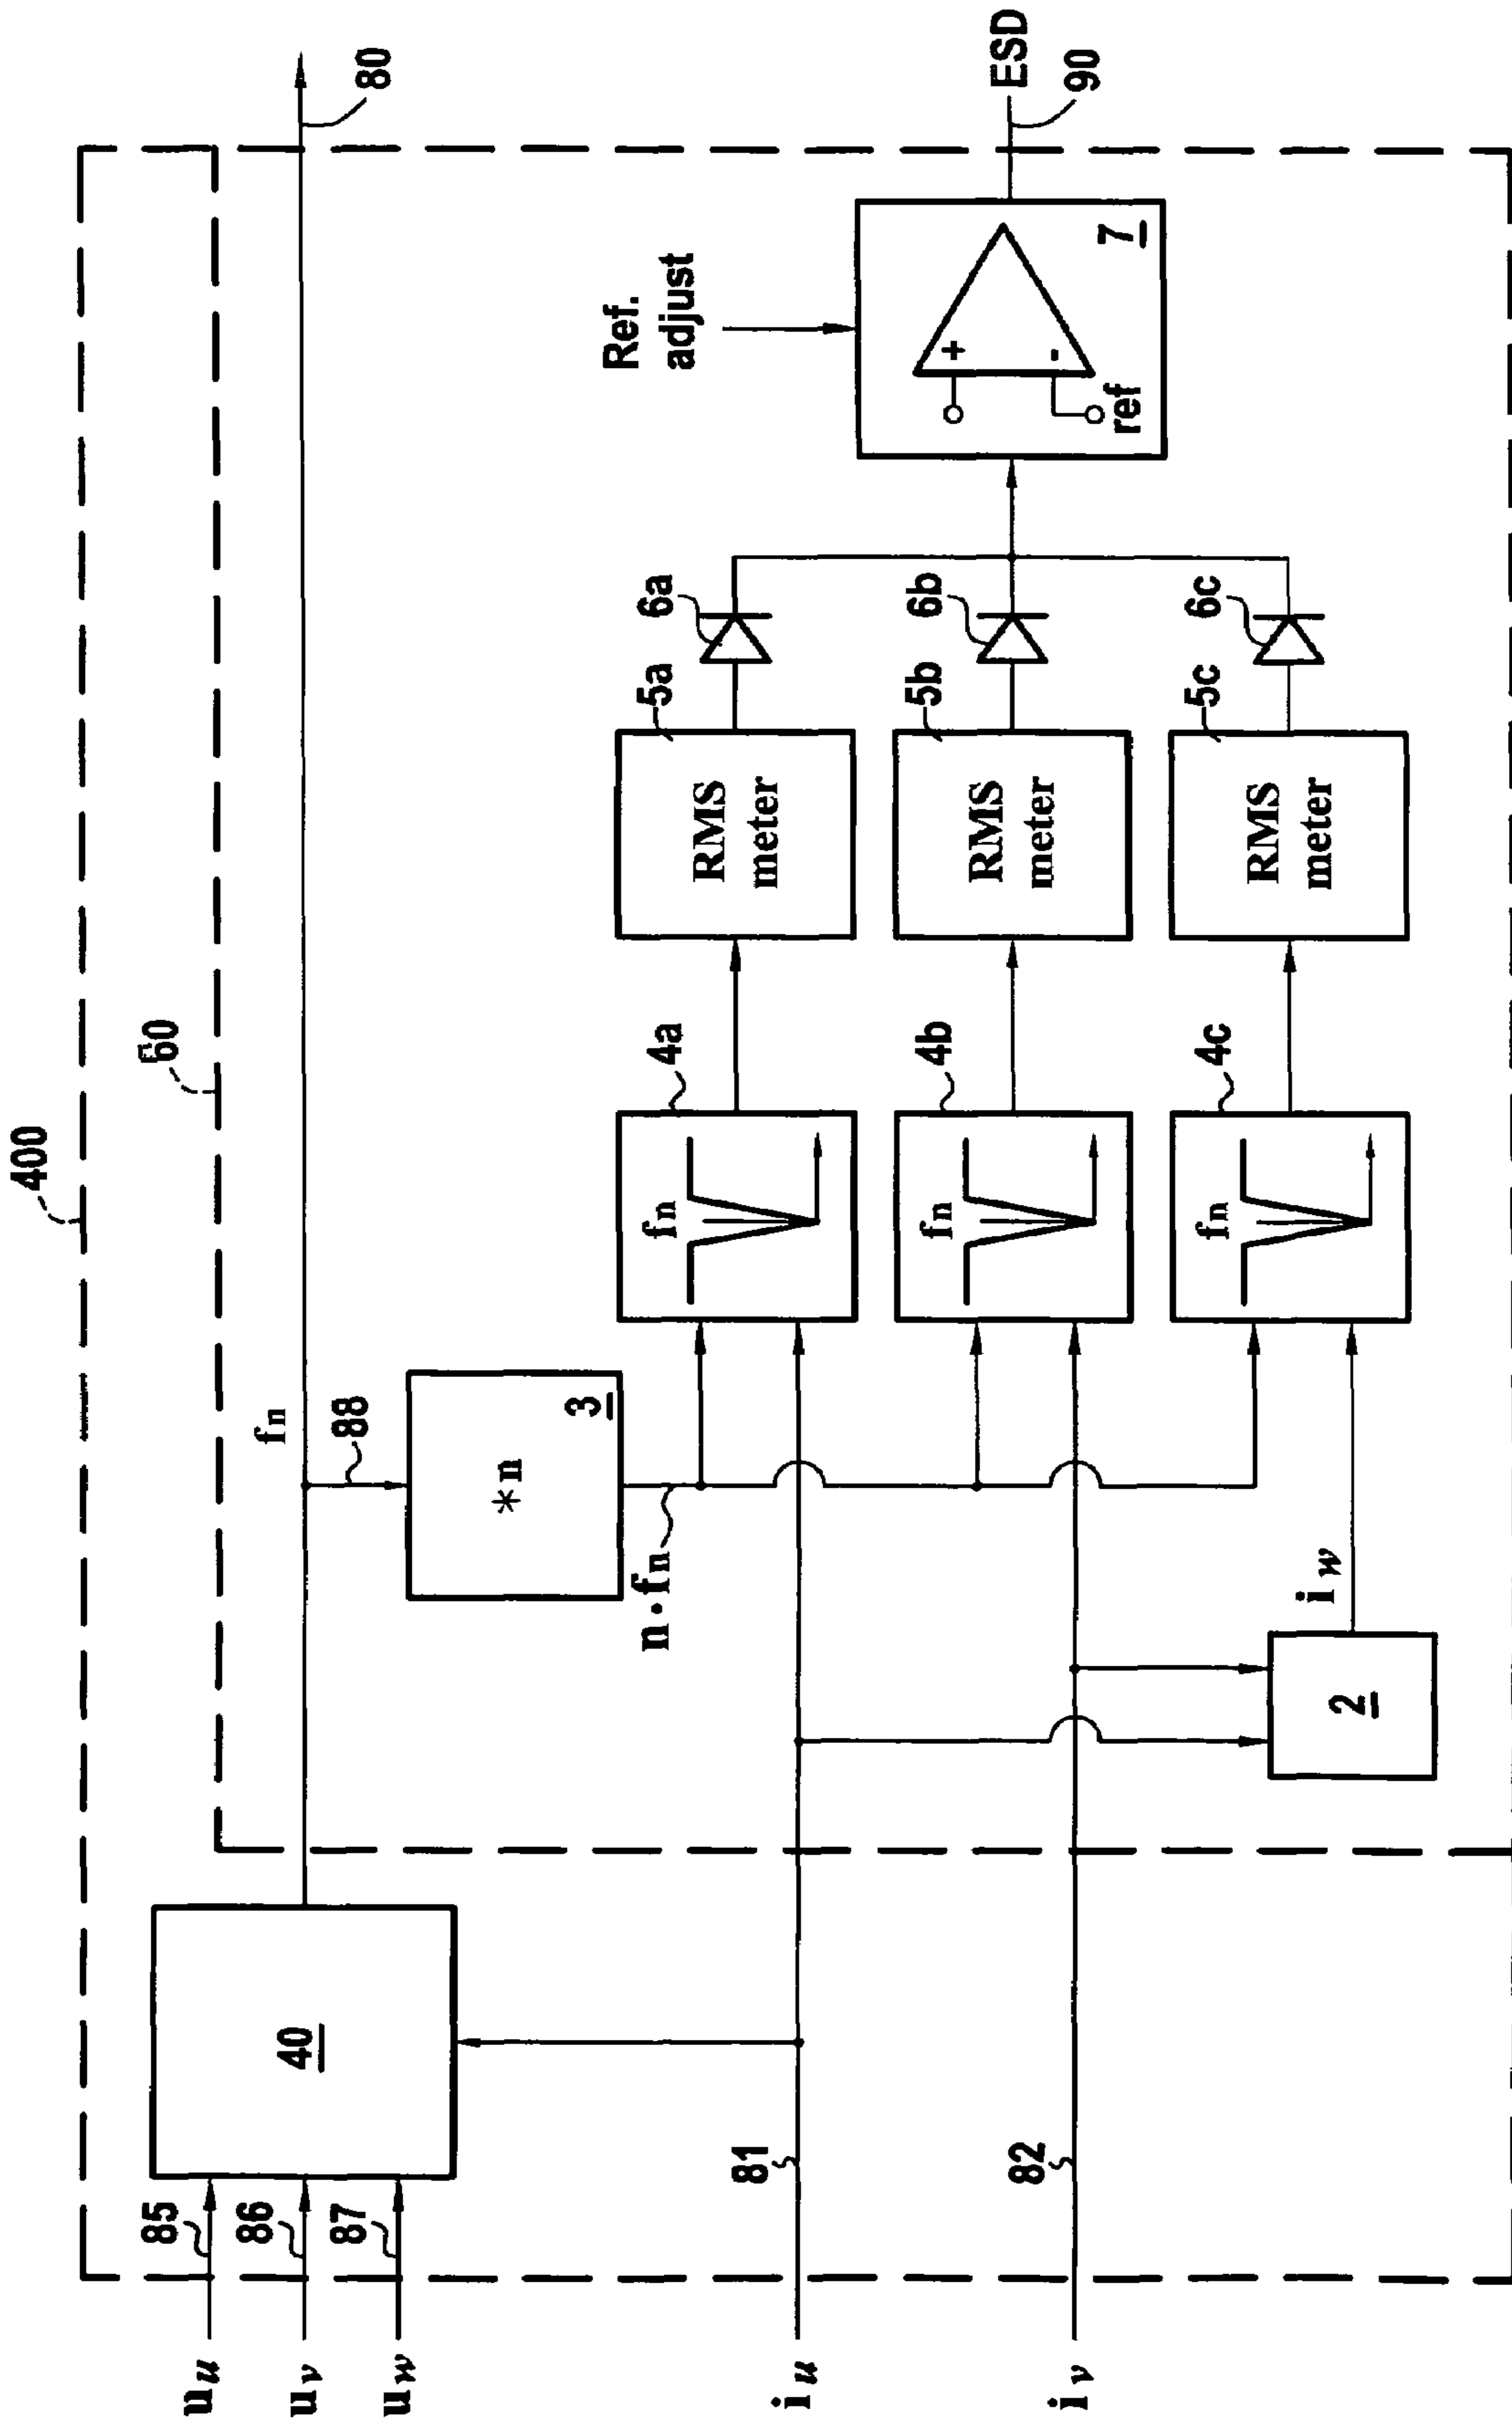 400
60
80
fn
88
*n
3
n·fn
40
85
86
87
uu
uv
uw
81
82
iu
iv
2
iw
4a
fn
4b
fn
4c
fn
5a
RMS
meter
5b
RMS
meter
5c
RMS
meter
6a
6b
6c
Ref.
adjust
+
-
ref
7
ESD
90